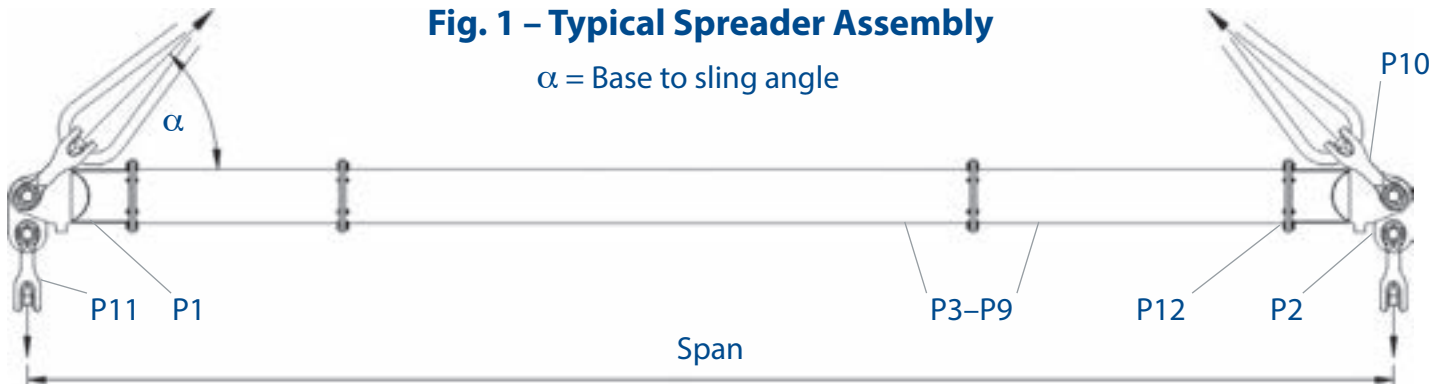 Fig. 1 – Typical Spreader Assembly
α = Base to sling angle
P10
α
P11 P1 P3–P9 P12 P2
Span